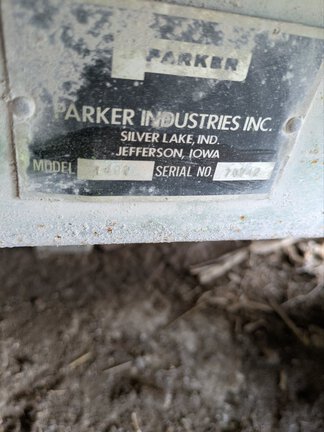 PARKER
PARKER INDUSTRIES INC.
SILVER LAKE, IND.
JEFFERSON, IOWA
MODEL SERIAL NO.